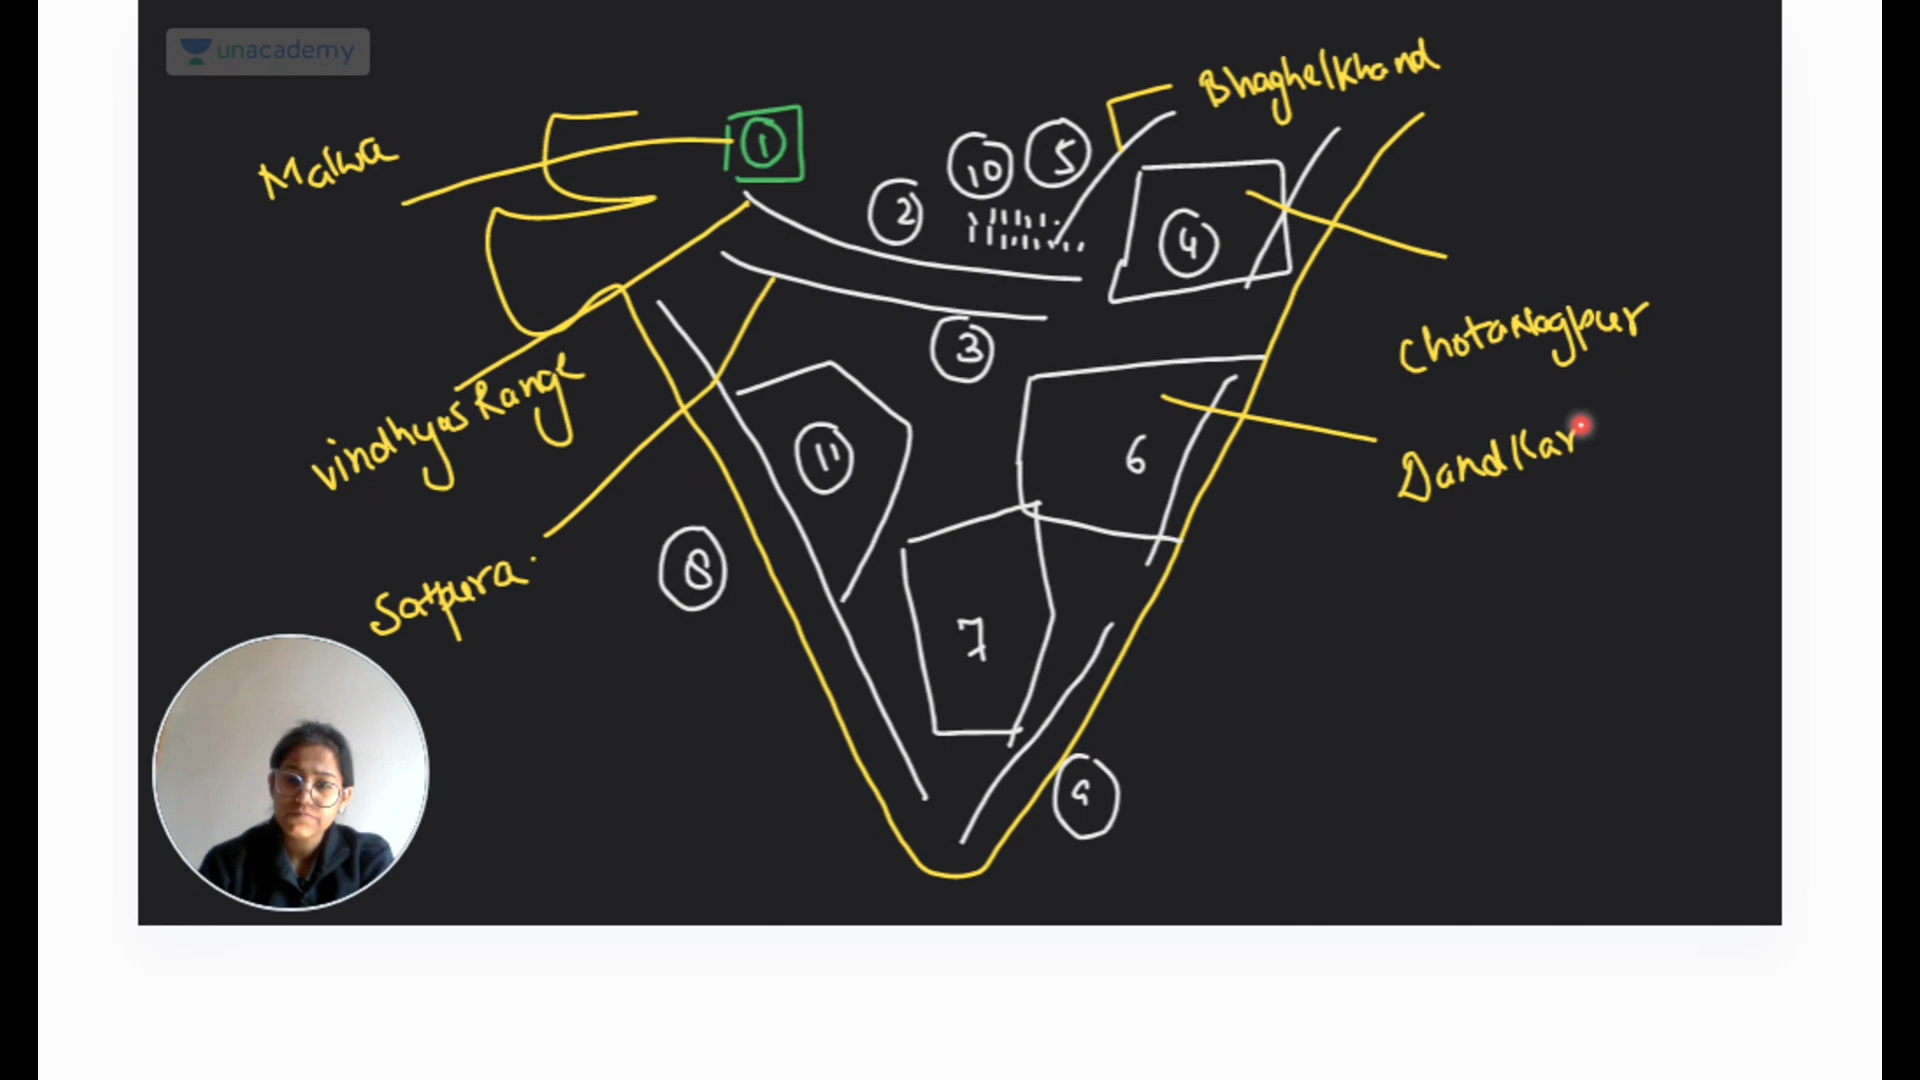 unacademy
Bhaghelkhand
Malwa
1
10
5
2
4
3
Chotanagpur
Vindhyas Range
11
6
Dandkar
8
Satpura
7
9